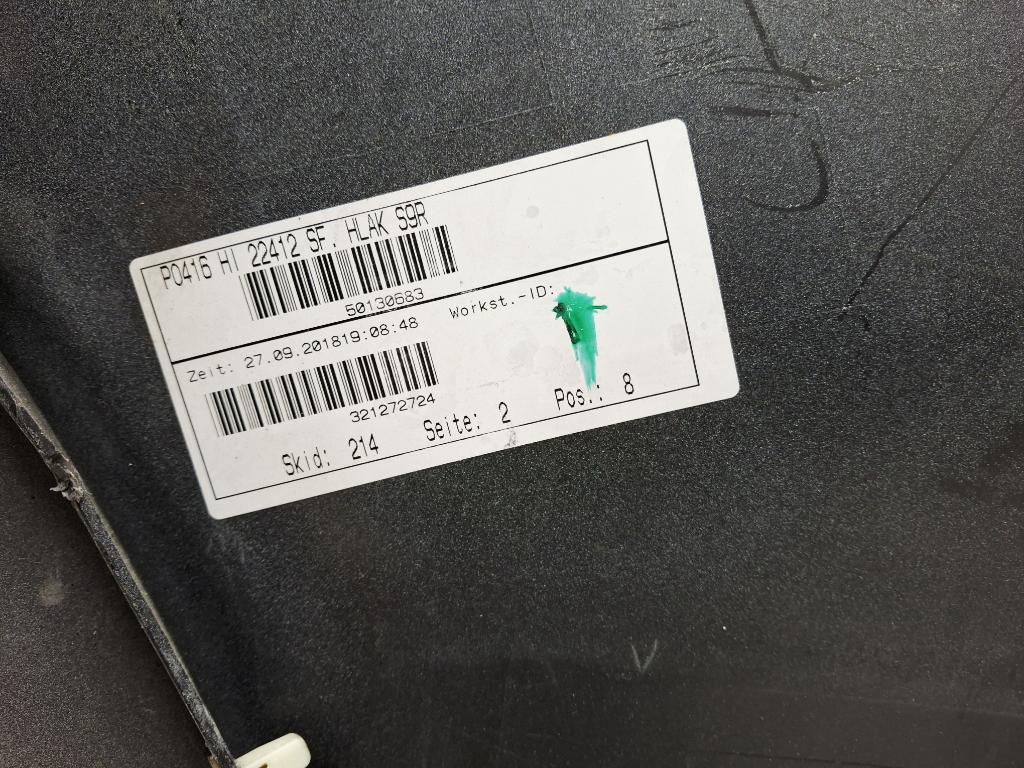 PO416 HI 22412 SF. HLAK S9R
50130683
Zeit: 27.09.201819:08:48 Workst.-ID:
321272724
Skid: 214 Seite: 2 Pos.: 8